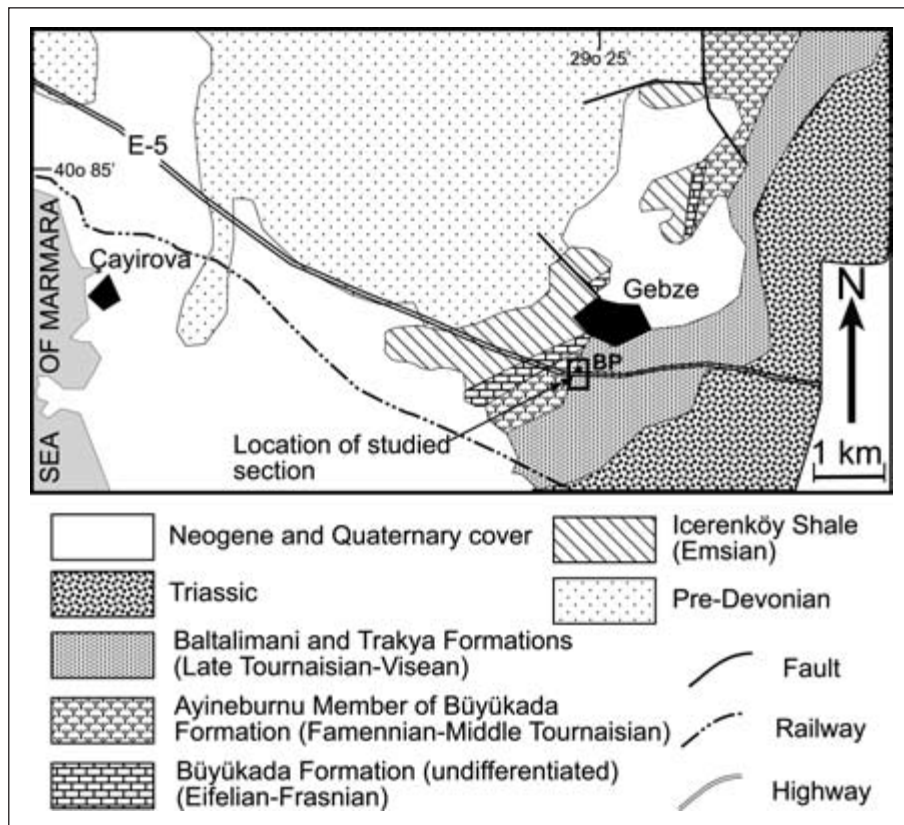 29o 25'
E-5
40o 85'
SEA OF MARMARA
Çayirova
Gebze
N
BP
Location of studied
section
1 km
Neogene and Quaternary cover
Triassic
Baltalimani and Trakya Formations
(Late Tournaisian-Visean)
Ayineburnu Member of Büyükada
Formation (Famennian-Middle Tournaisian)
Büyükada Formation (undifferentiated)
(Eifelian-Frasnian)
Icerenköy Shale
(Emsian)
Pre-Devonian
Fault
Railway
Highway